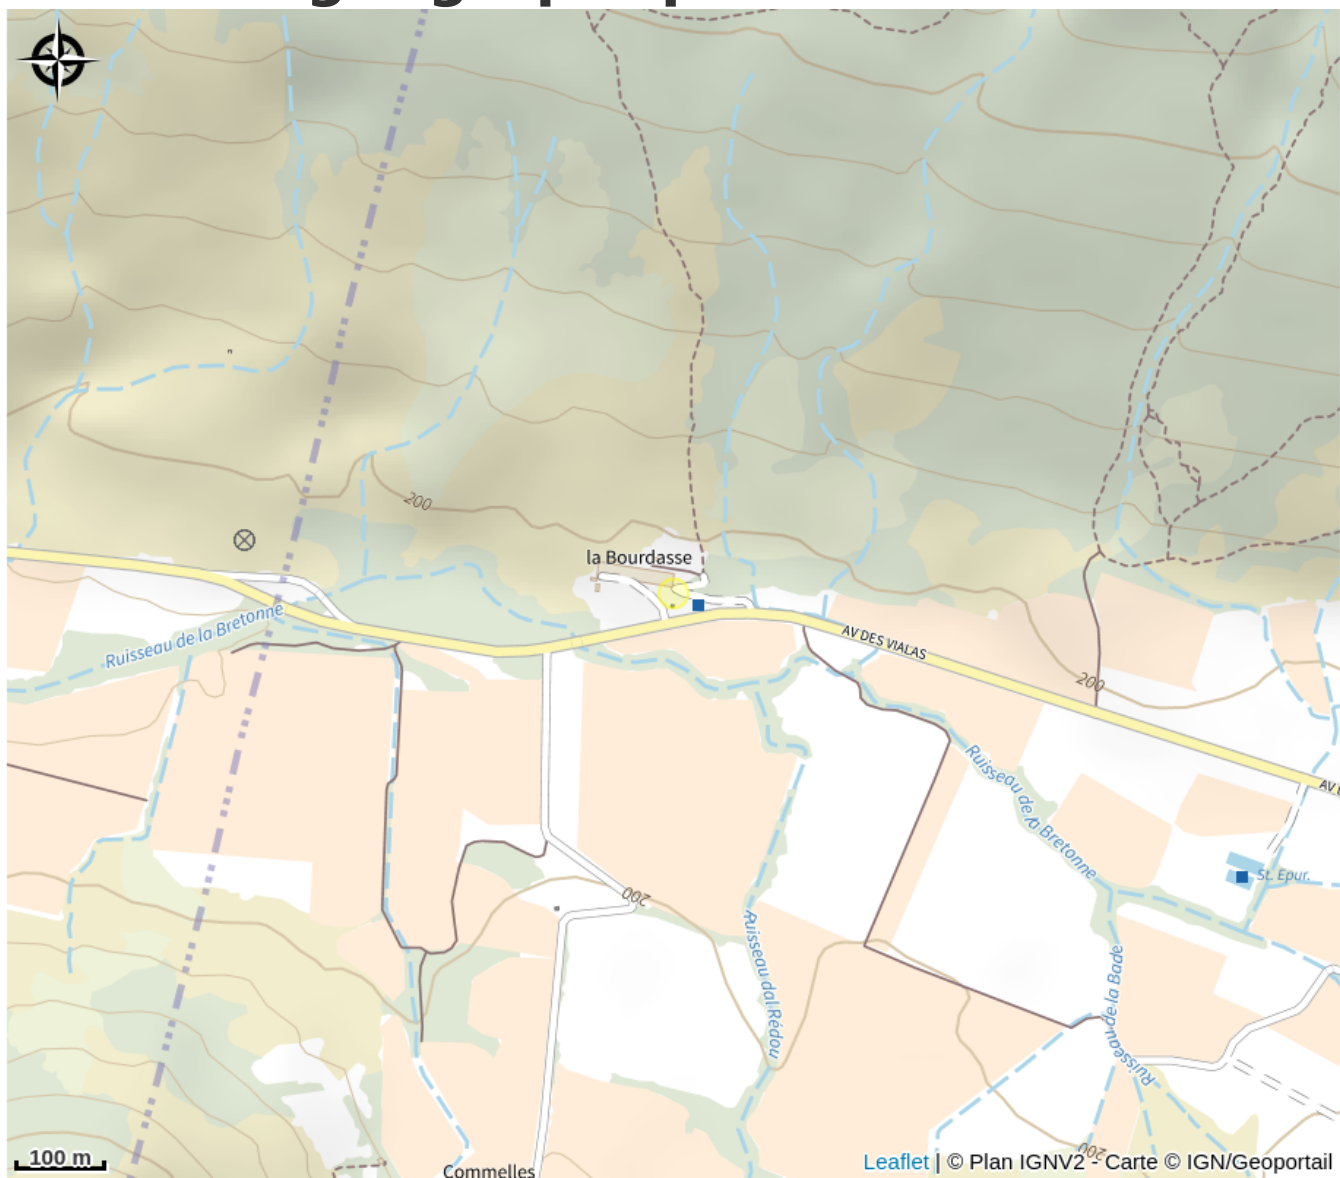 200
la Bourdasse
Ruisseau de la Bretonne
AV DES VIALAS
200
Ruisseau de la Bretonne
AV
St. Epur.
200
Ruisseau dal Rédou
Ruisseau de la Bade
200
100 m
Commelles
Leaflet | © Plan IGNV2 - Carte © IGN/Geoportail